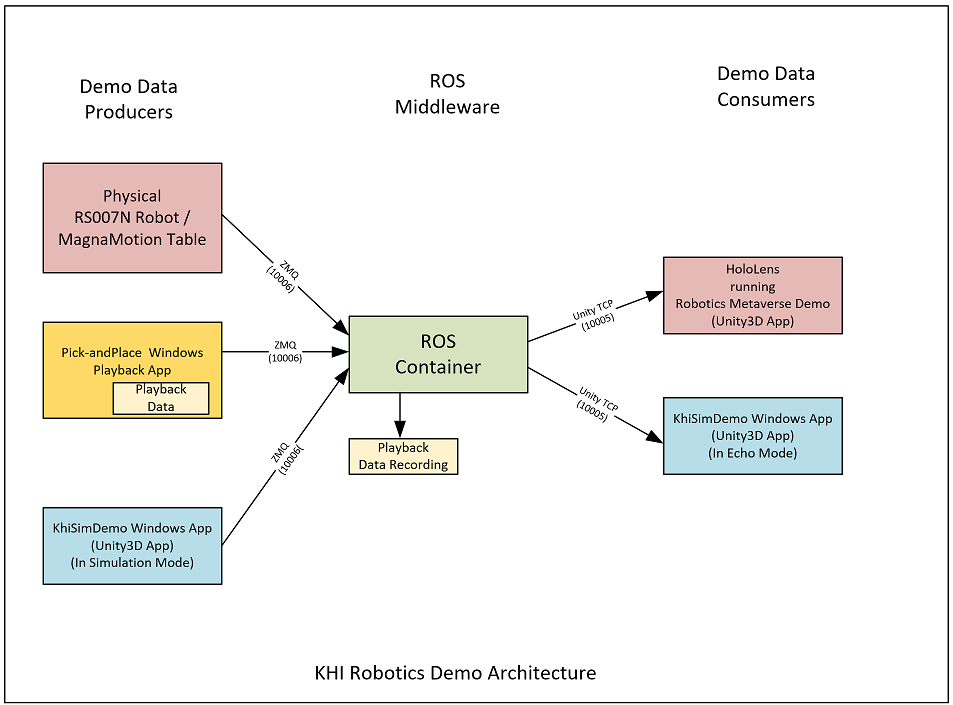 Demo Data
Producers
ROS
Middleware
Demo Data
Consumers
Physical
RS007N Robot /
MagnaMotion Table
ZMQ
(10006)
HoloLens
running
Robotics Metaverse Demo
(Unity3D App)
Unity TCP
(10005)
Pick-andPlace Windows
Playback App
Playback
Data
ZMQ
(10006)
ROS
Container
Unity TCP
(10005)
KhiSimDemo Windows App
(Unity3D App)
(In Echo Mode)
Playback
Data Recording
ZMQ
(10006(
KhiSimDemo Windows App
(Unity3D App)
(In Simulation Mode)
KHI Robotics Demo Architecture